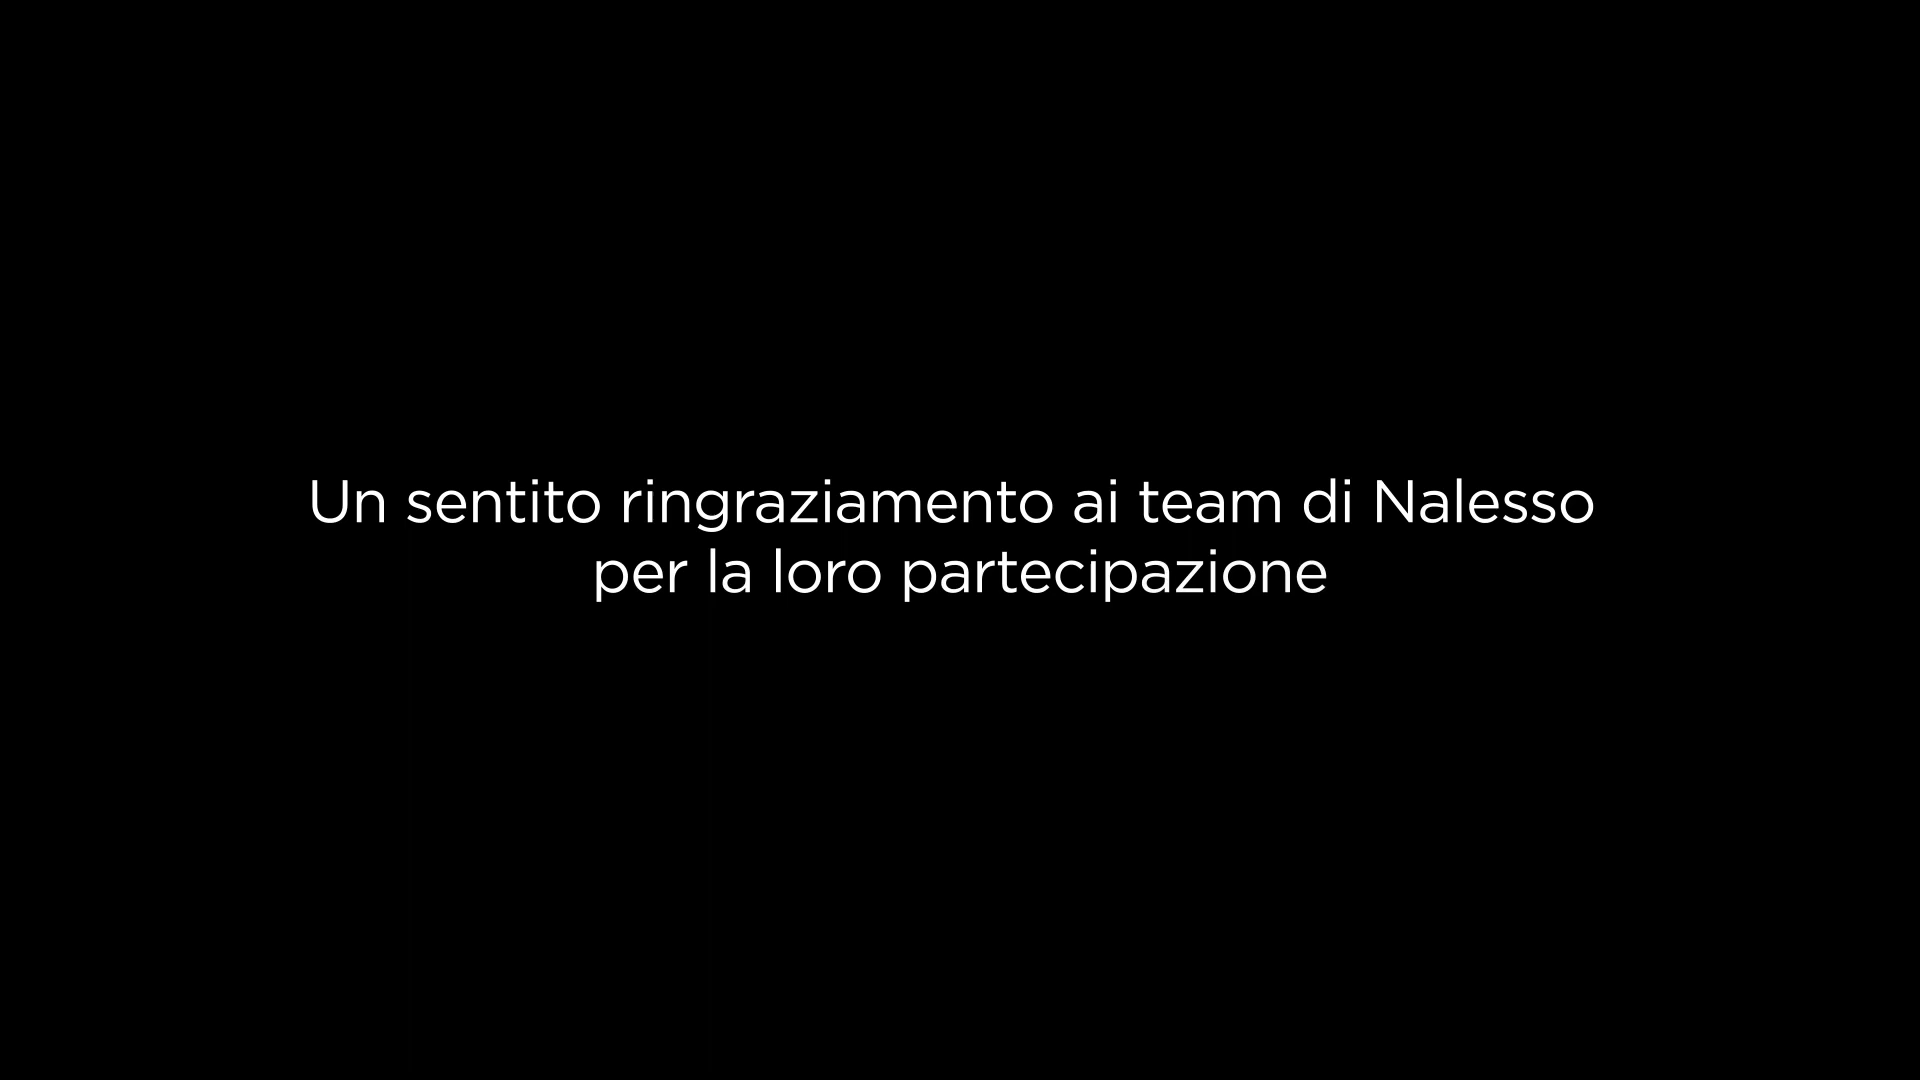 Un sentito ringraziamento ai team di Nalesso
per la loro partecipazione